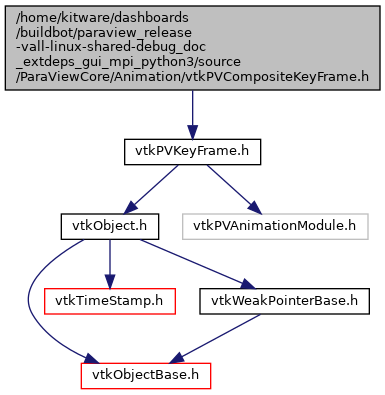 /home/kitware/dashboards
/buildbot/paraview_release
-vall-linux-shared-debug_doc
_extdeps_gui_mpi_python3/source
/ParaViewCore/Animation/vtkPVCompositeKeyFrame.h
vtkPVKeyFrame.h
vtkObject.h
vtkPVAnimationModule.h
vtkTimeStamp.h
vtkWeakPointerBase.h
vtkObjectBase.h